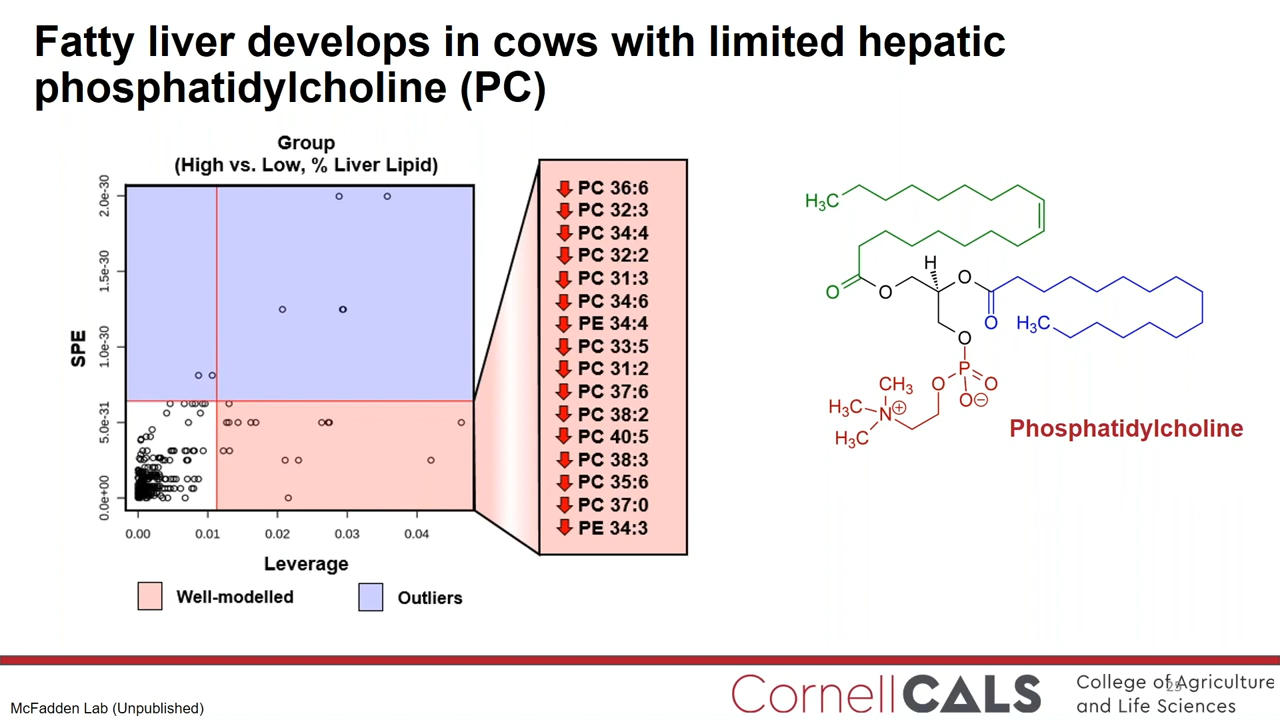 Fatty liver develops in cows with limited hepatic
phosphatidylcholine (PC)
Group
(High vs. Low, % Liver Lipid)
SPE
2.0e-30
1.5e-30
1.0e-30
5.0e-31
0.0e+00
0.00 0.01 0.02 0.03 0.04
Leverage
Well-modelled
Outliers
PC 36:6
PC 32:3
PC 34:4
PC 32:2
PC 31:3
PC 34:6
PE 34:4
PC 33:5
PC 31:2
PC 37:6
PC 38:2
PC 40:5
PC 38:3
PC 35:6
PC 37:0
PE 34:3
H₃C
H
O
O
O
O
H₃C
O
P
O
O
O⊖
CH₃
H₃C
N⊕
H₃C
Phosphatidylcholine
McFadden Lab (Unpublished)
CornellCALS
College of Agriculture
and Life Sciences